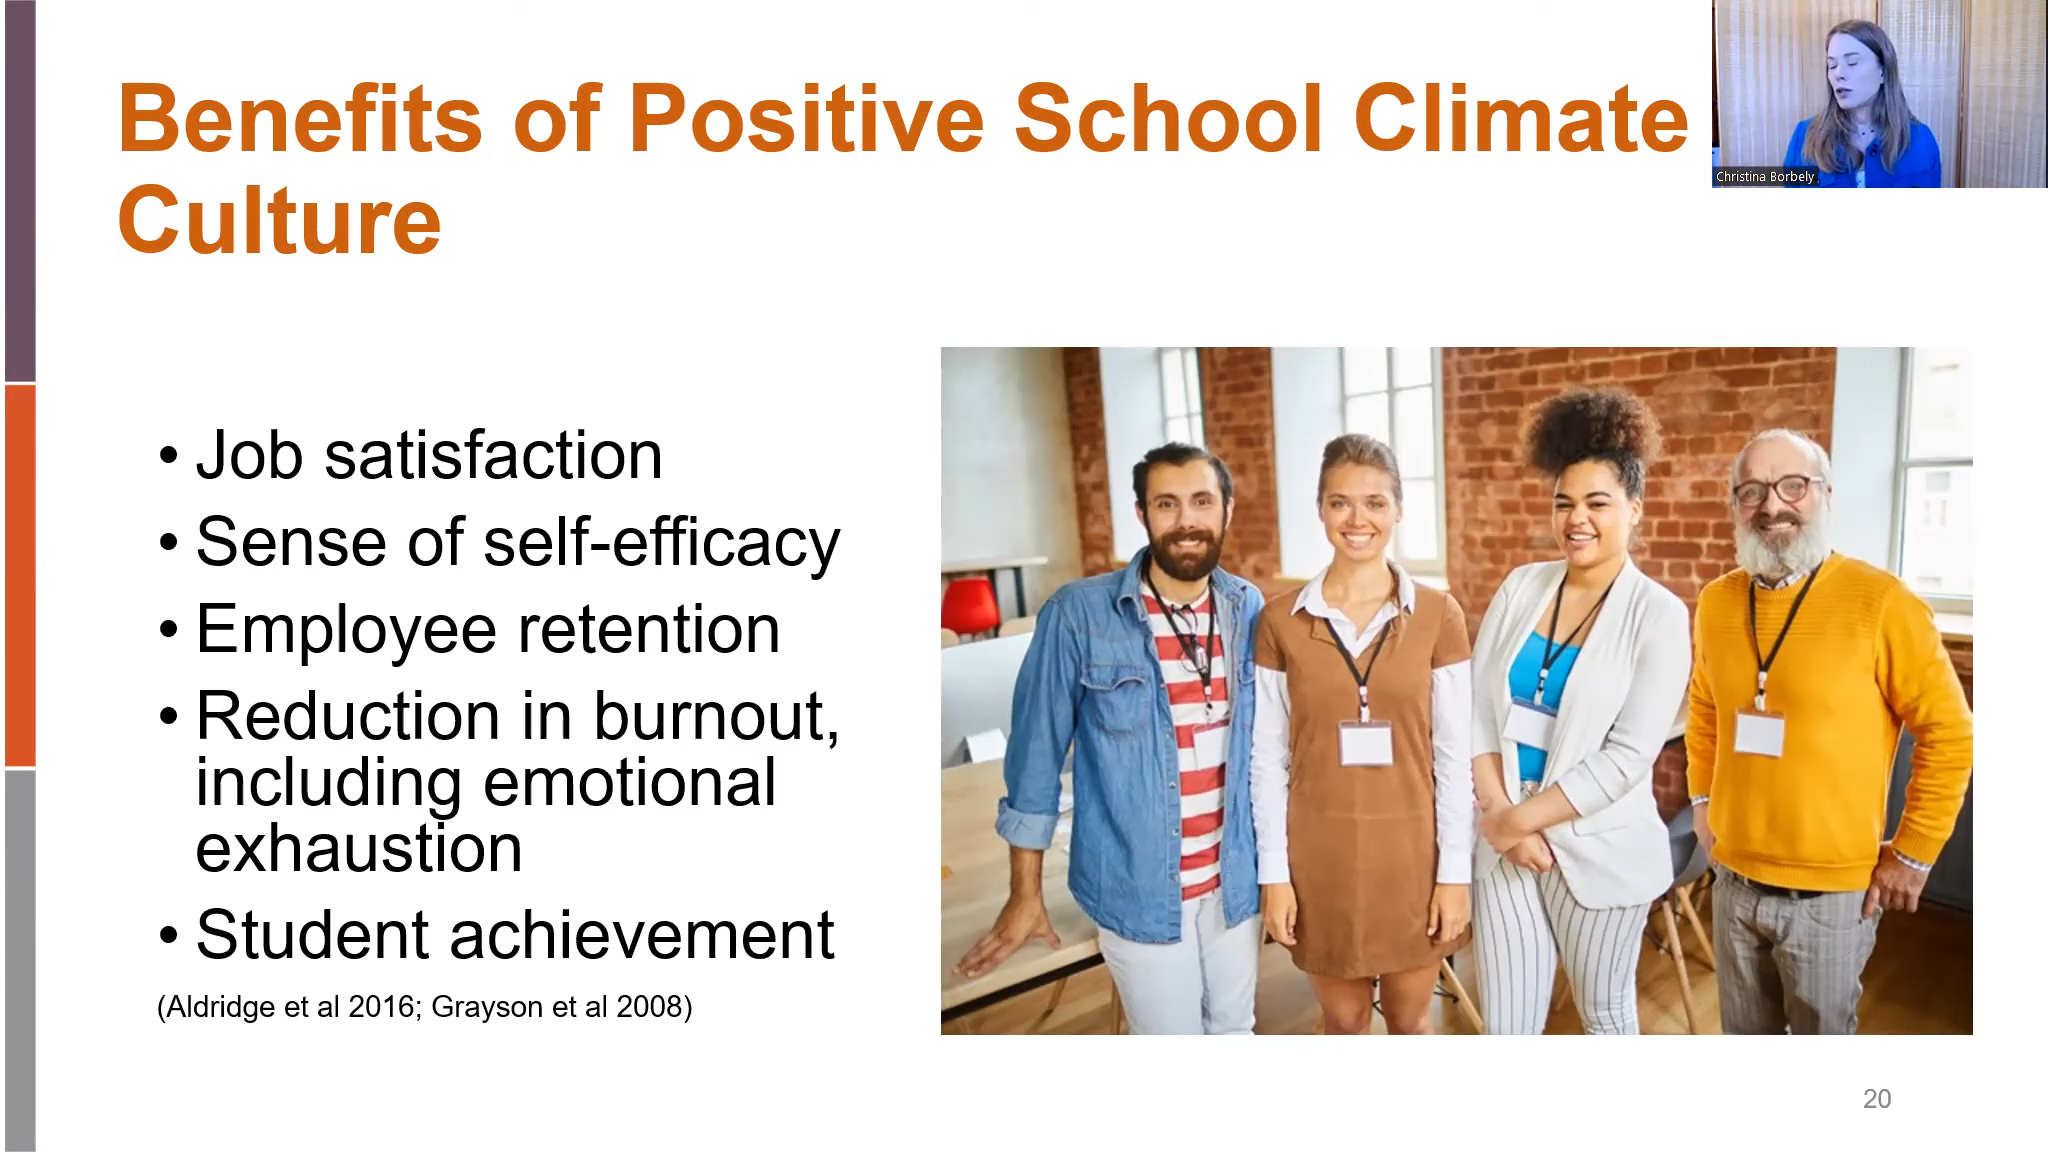 Benefits of Positive School Climate
Culture
Christina Borbely
• Job satisfaction
• Sense of self-efficacy
• Employee retention
• Reduction in burnout,
including emotional
exhaustion
• Student achievement
(Aldridge et al 2016; Grayson et al 2008)
20